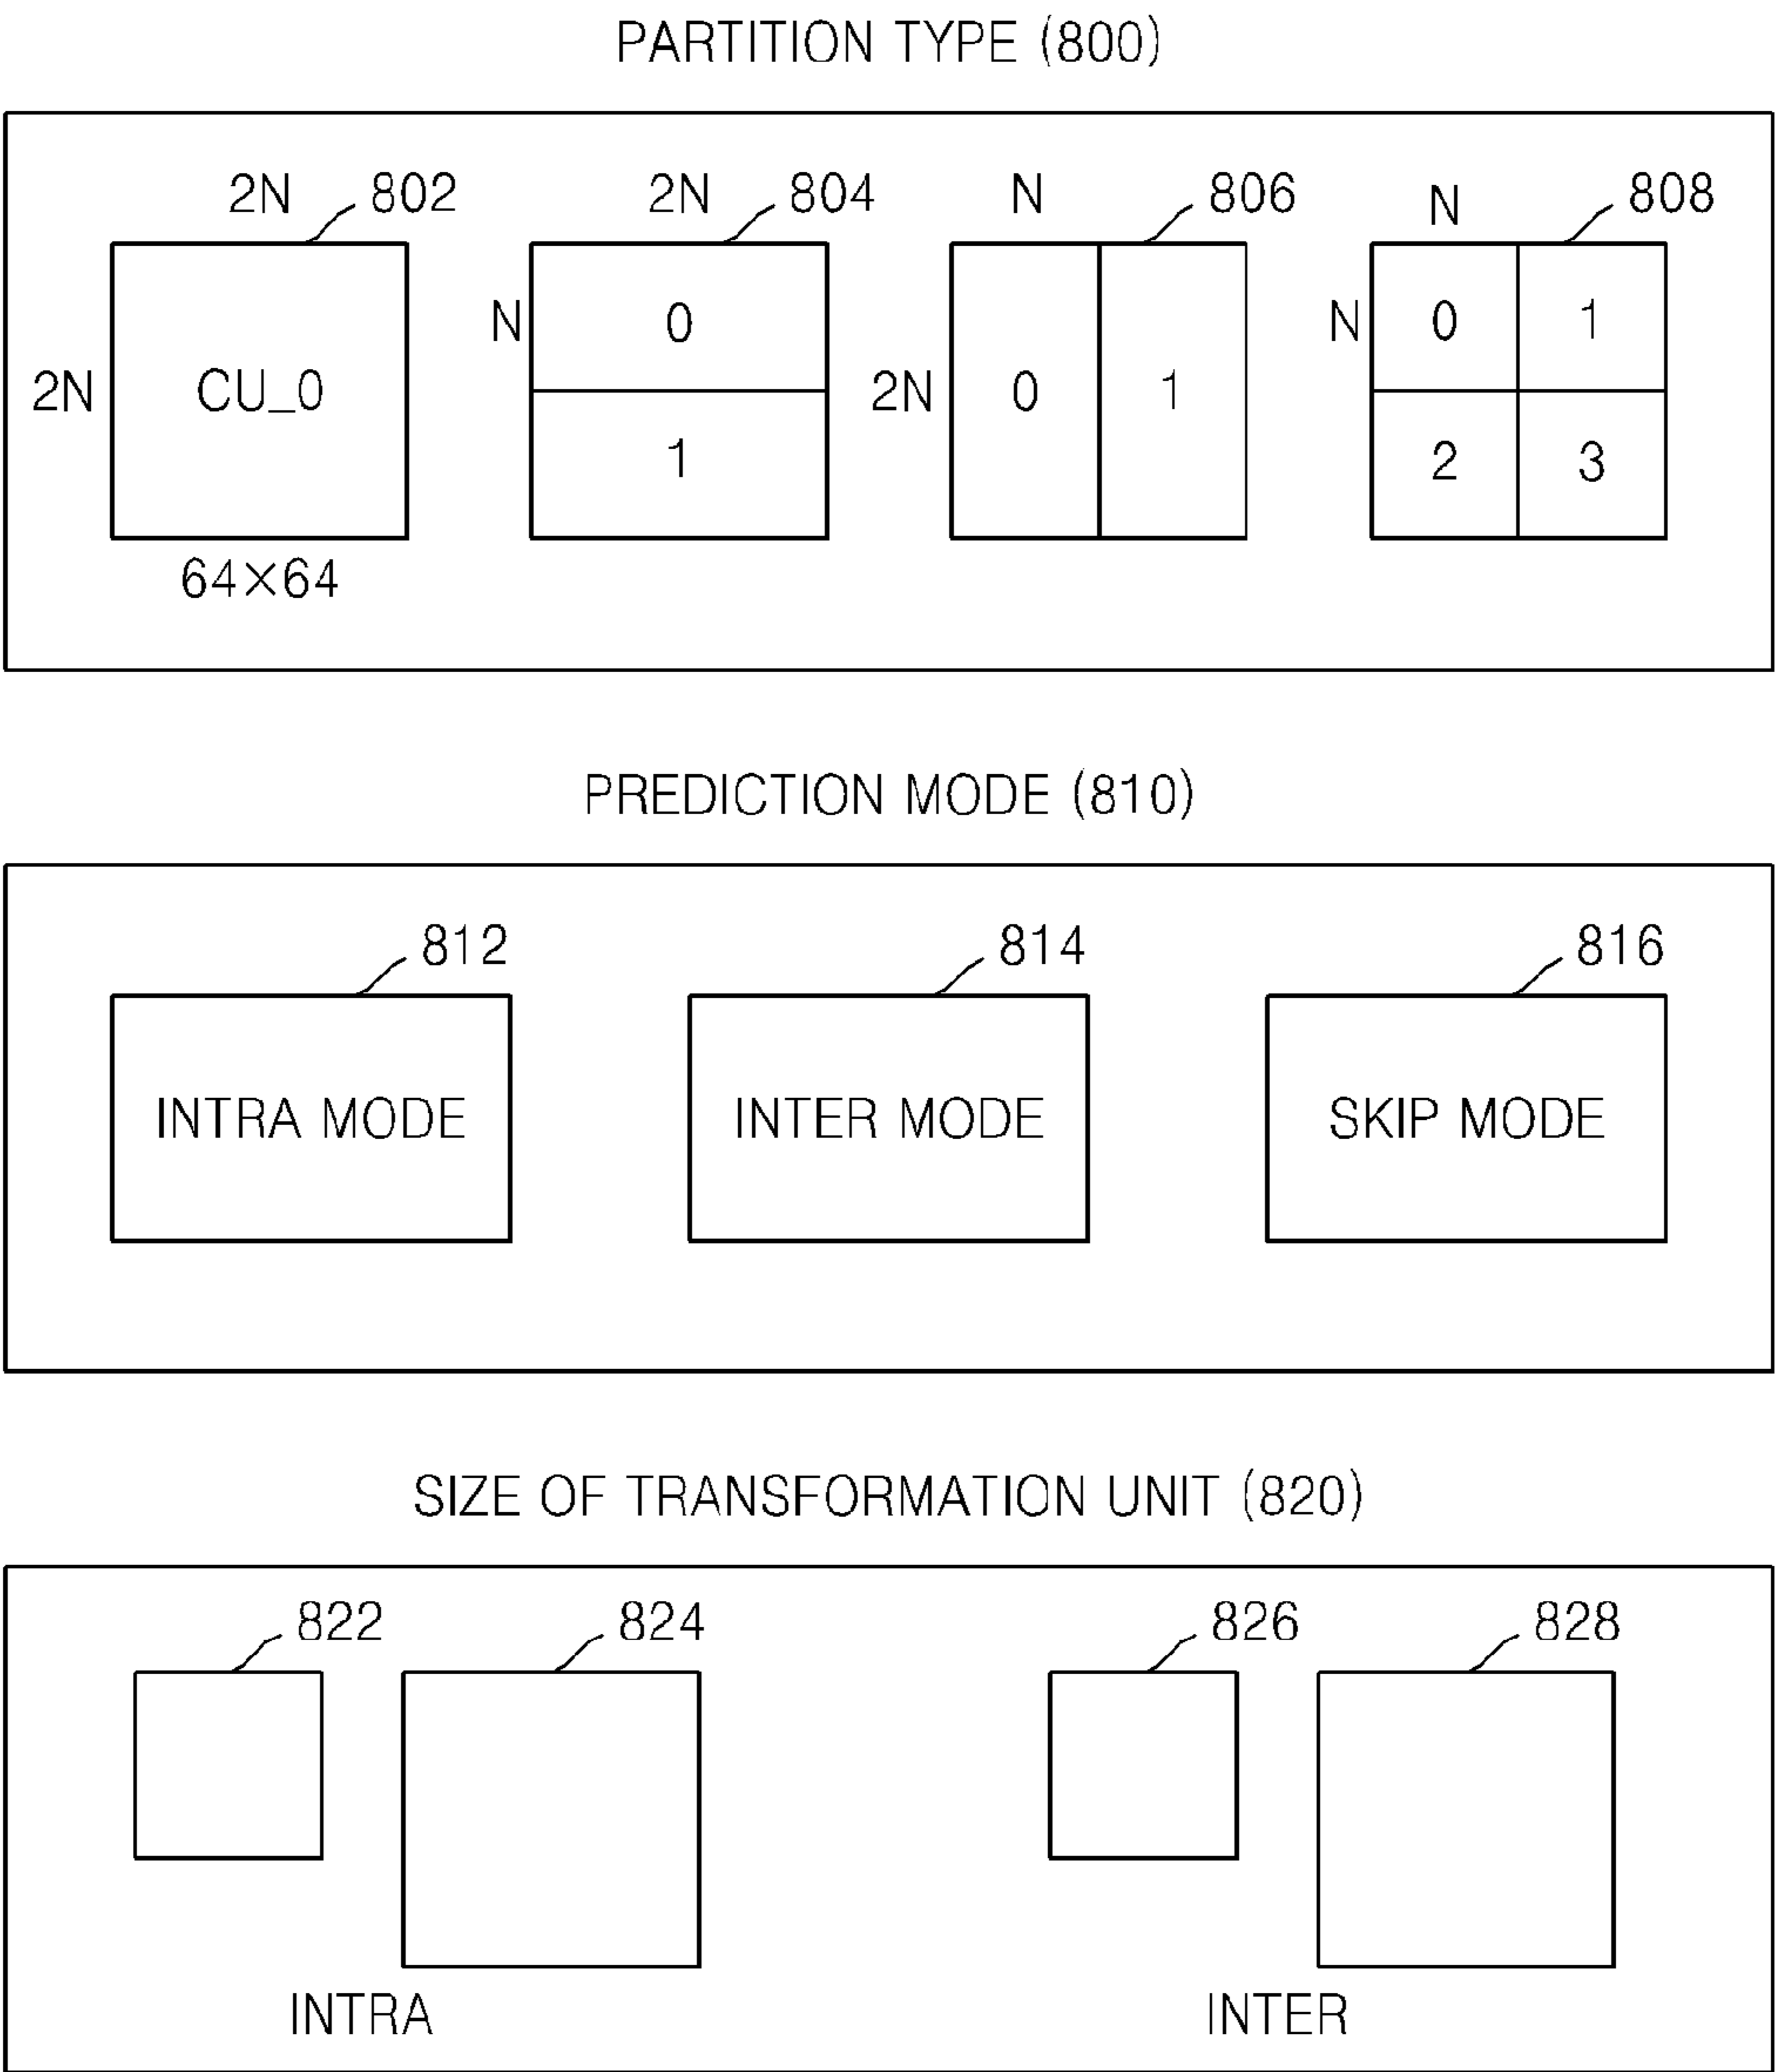 PARTITION TYPE (800)
2N 802 2N 804 N 806 N 808
N 0 N 0 1
2N CU_0 2N 0 1
1 2 3
64×64
PREDICTION MODE (810)
812 814 816
INTRA MODE INTER MODE SKIP MODE
SIZE OF TRANSFORMATION UNIT (820)
822 824 826 828
INTRA INTER